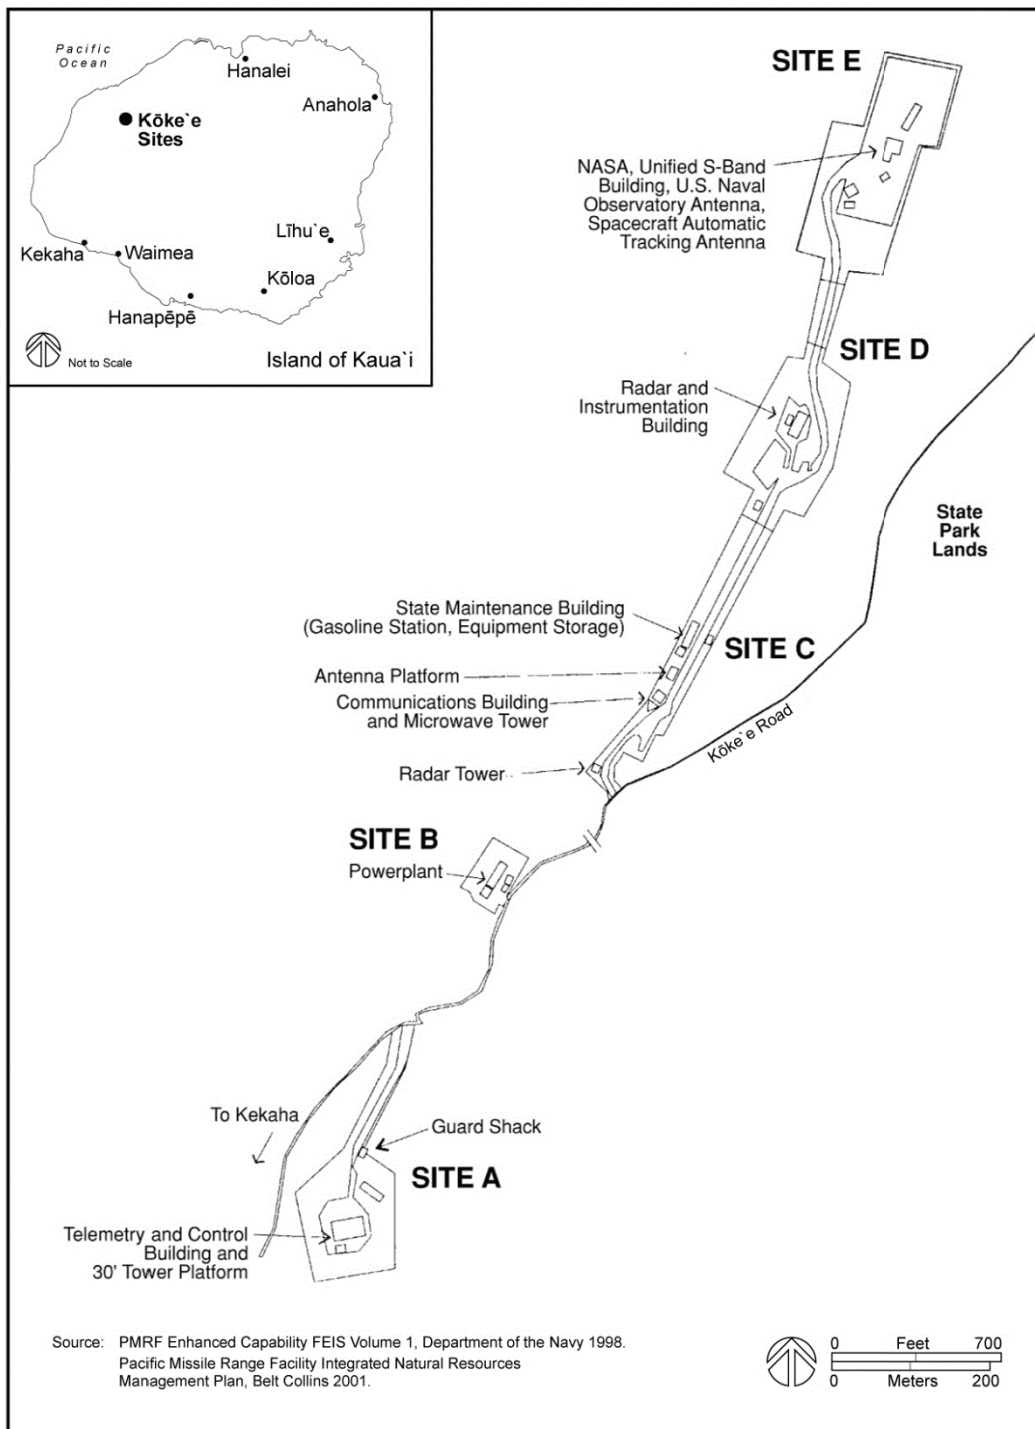 Pacific
Ocean
Hanalei
Anahola
Kōke`e
Sites
Līhu`e
Kekaha
Waimea
Kōloa
Hanapēpē
Not to Scale
Island of Kaua`i
SITE E
NASA, Unified S-Band
Building, U.S. Naval
Observatory Antenna,
Spacecraft Automatic
Tracking Antenna
SITE D
Radar and
Instrumentation
Building
State
Park
Lands
State Maintenance Building
(Gasoline Station, Equipment Storage)
SITE C
Antenna Platform
Communications Building
and Microwave Tower
Kōke`e Road
Radar Tower
SITE B
Powerplant
To Kekaha
Guard Shack
SITE A
Telemetry and Control
Building and
30' Tower Platform
Source: PMRF Enhanced Capability FEIS Volume 1, Department of the Navy 1998.
Pacific Missile Range Facility Integrated Natural Resources
Management Plan, Belt Collins 2001.
0 Feet 700
0 Meters 200